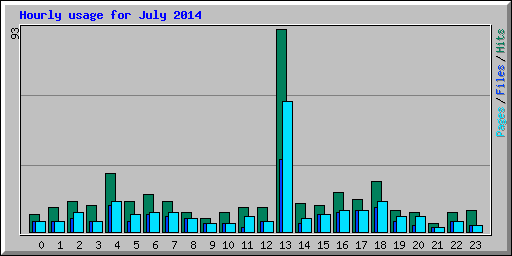 Hourly usage for July 2014
93
Pages/Files/Hits
0 1 2 3 4 5 6 7 8 9 10 11 12 13 14 15 16 17 18 19 20 21 22 23